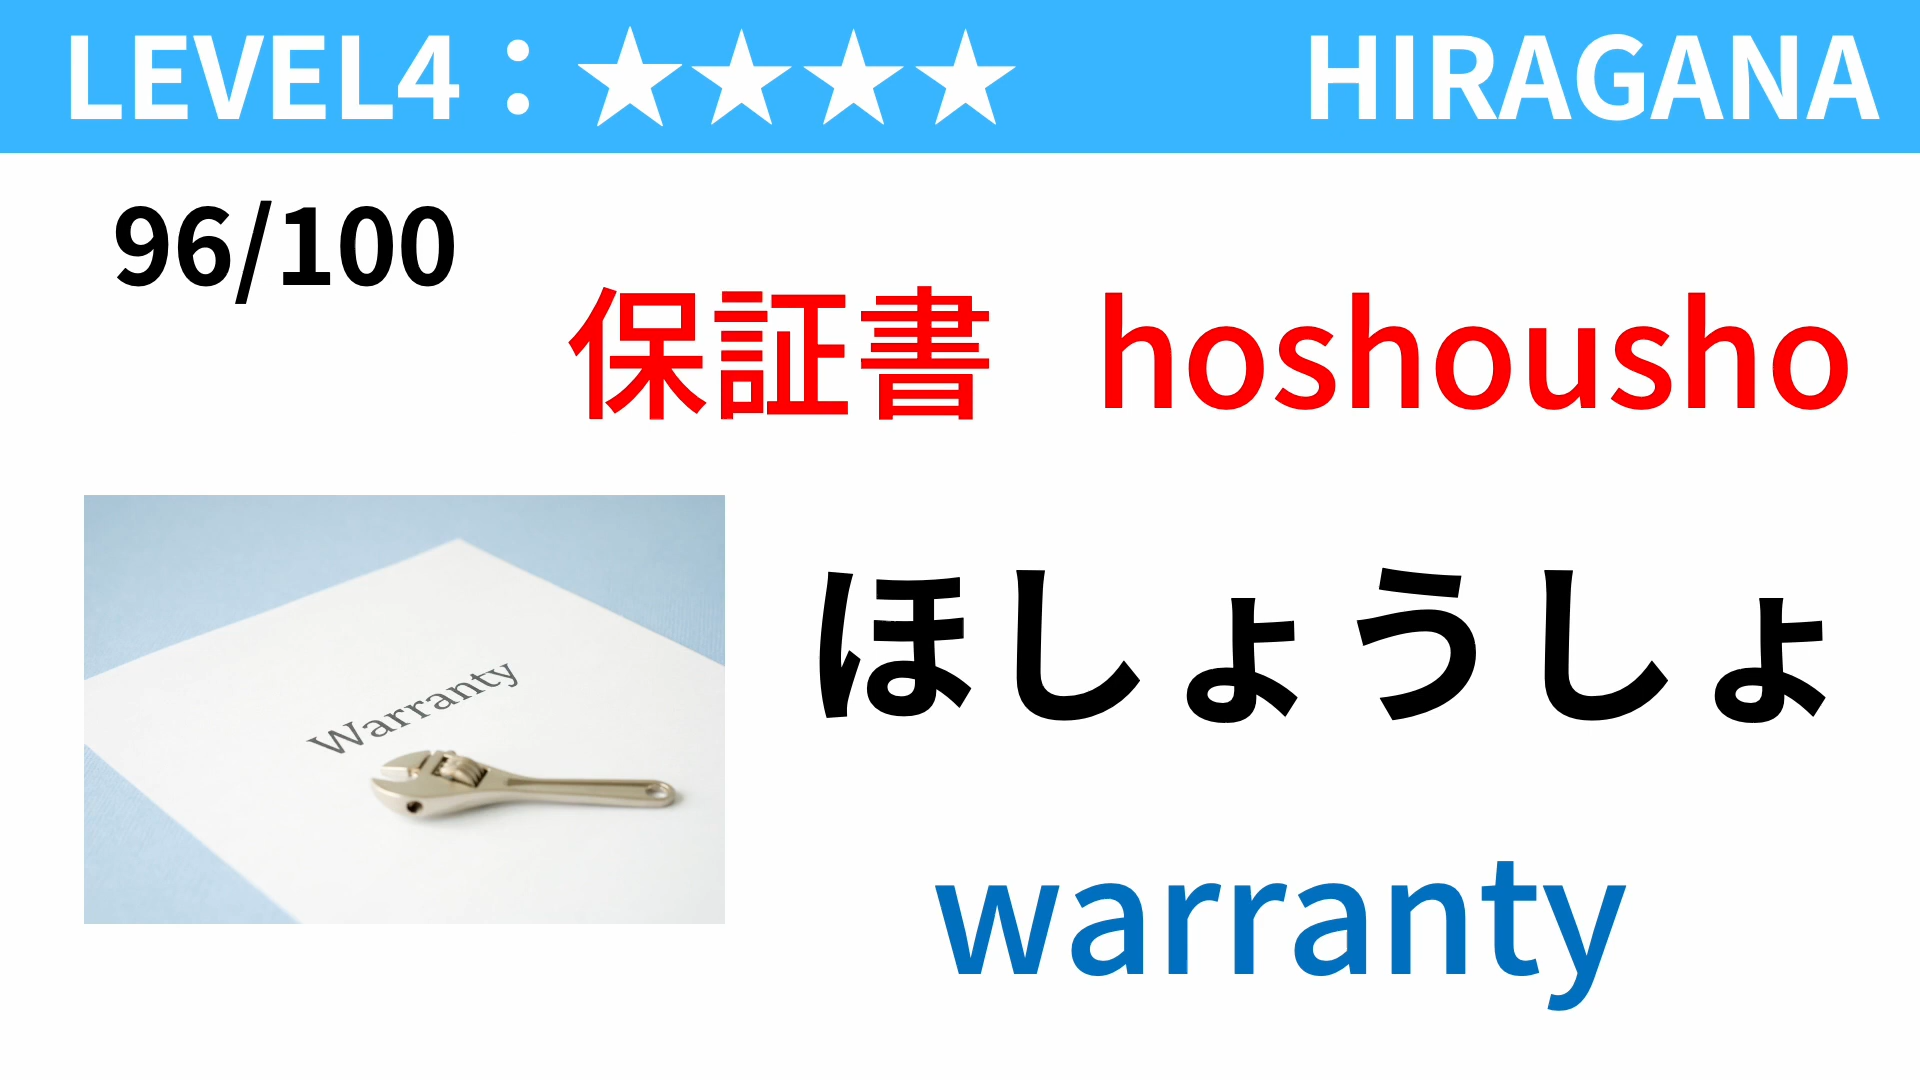 LEVEL4：★★★★ HIRAGANA
96/100
保証書 hoshousho
Warranty
ほしょうしょ
warranty